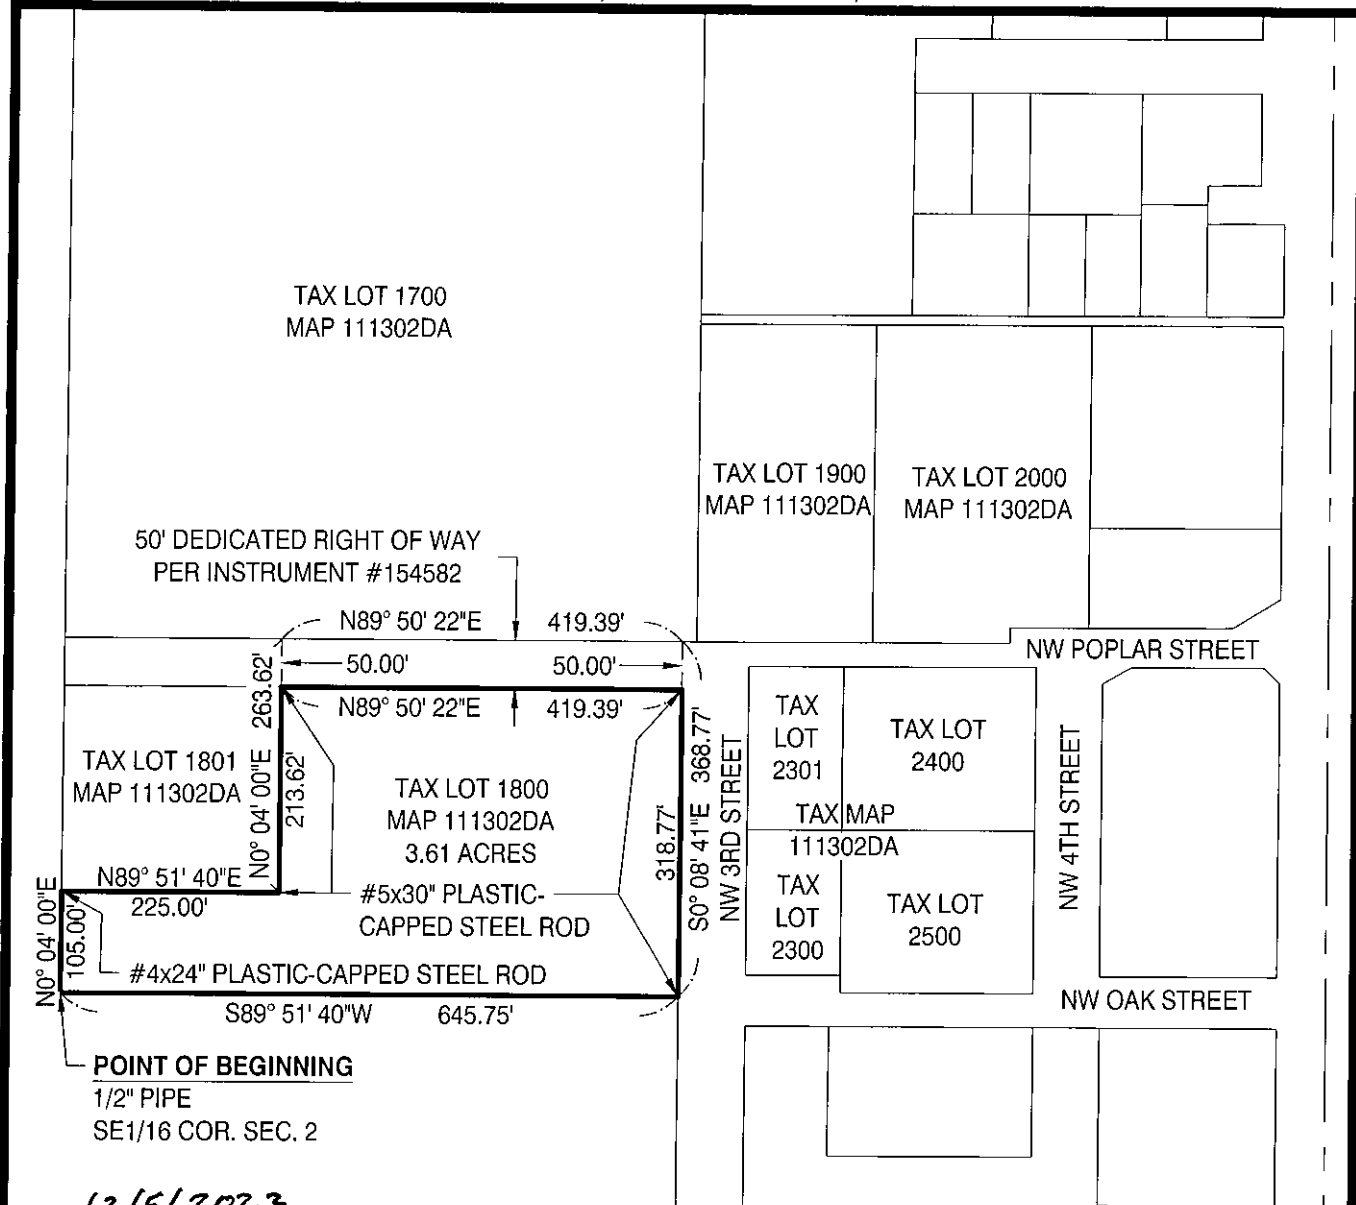 TAX LOT 1700
MAP 111302DA
TAX LOT 1900
MAP 111302DA
TAX LOT 2000
MAP 111302DA
50' DEDICATED RIGHT OF WAY
PER INSTRUMENT #154582
N89° 50' 22"E 419.39'
NW POPLAR STREET
50.00' 50.00'
N89° 50' 22"E 419.39'
N0° 04' 00"E 263.62'
213.62'
TAX LOT 1801
MAP 111302DA
TAX LOT 1800
MAP 111302DA
3.61 ACRES
318.77'
S0° 08' 41"E 368.77'
NW 3RD STREET
TAX
LOT
2301
TAX LOT
2400
TAX MAP
111302DA
TAX
LOT
2300
TAX LOT
2500
NW 4TH STREET
N89° 51' 40"E
225.00'
#5x30" PLASTIC-
CAPPED STEEL ROD
N0° 04' 00"E
105.00'
#4x24" PLASTIC-CAPPED STEEL ROD
S89° 51' 40"W 645.75'
NW OAK STREET
POINT OF BEGINNING
1/2" PIPE
SE1/16 COR. SEC. 2